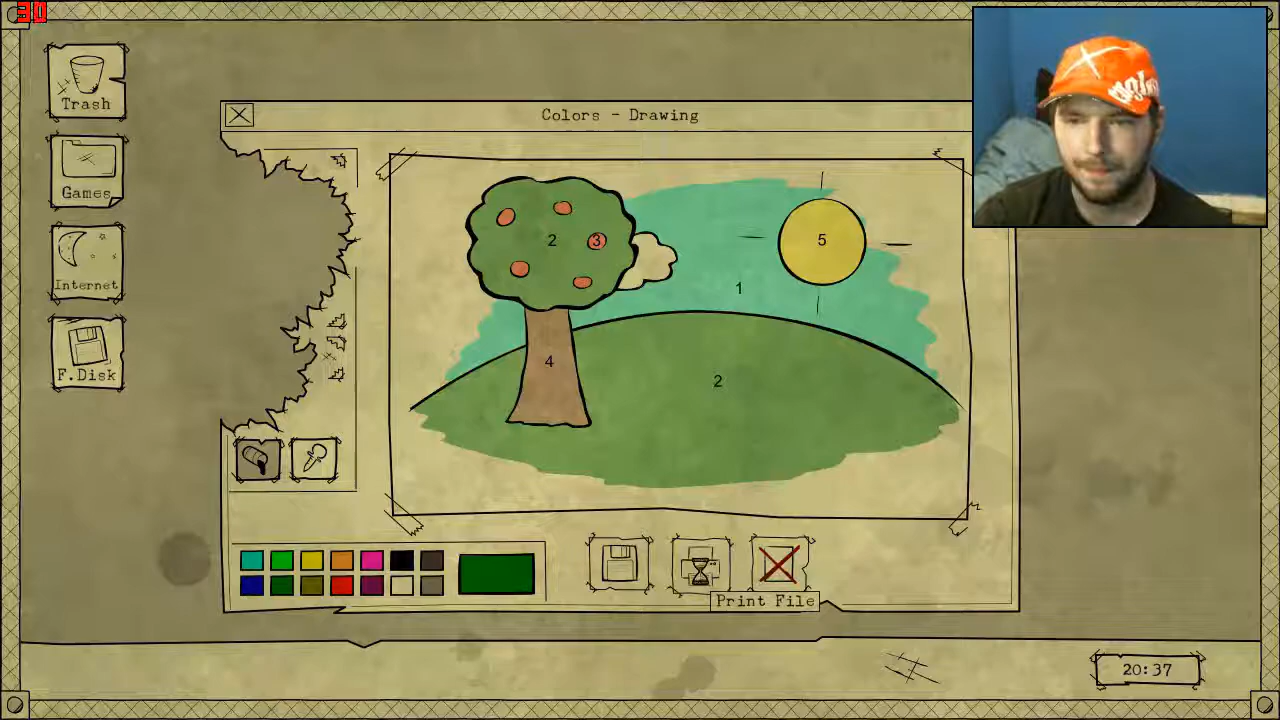 30
Trash
Games
Internet
F.Disk
Colors - Drawing
2
3
5
1
4
2
Print File
20:37